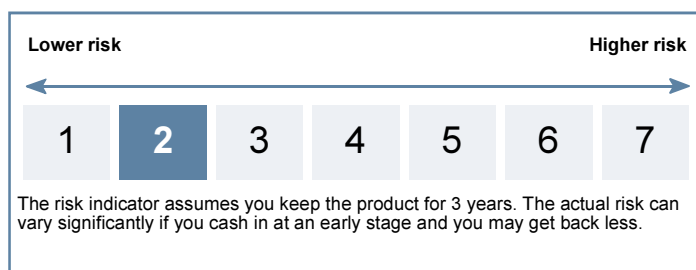 Lower risk Higher risk
1 2 3 4 5 6 7
The risk indicator assumes you keep the product for 3 years. The actual risk can
vary significantly if you cash in at an early stage and you may get back less.